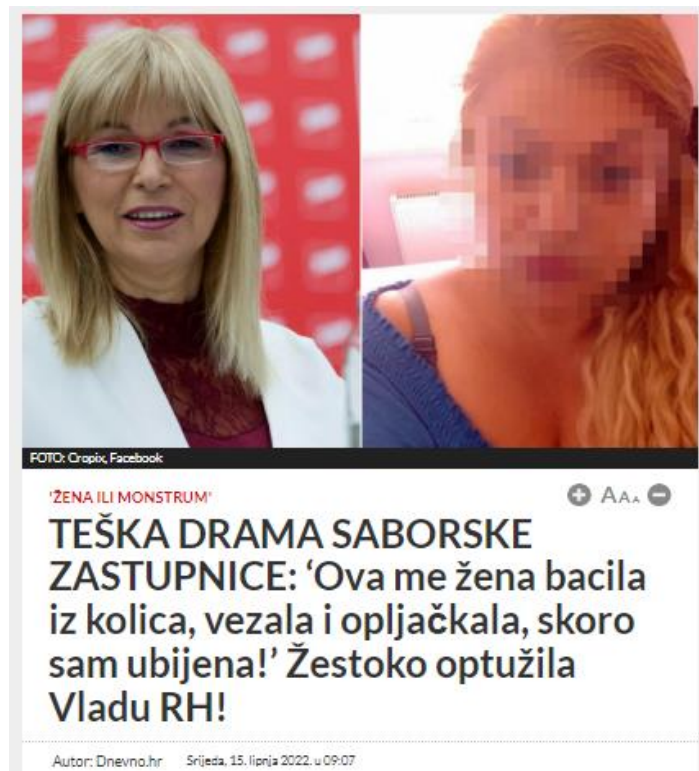 FOTO: Cropix, Facebook
'ŽENA ILI MONSTRUM'
AAA
TEŠKA DRAMA SABORSKE
ZASTUPNICE: ‘Ova me žena bacila
iz kolica, vezala i opljačkala, skoro
sam ubijena!’ Žestoko optužila
Vladu RH!
Autor: Dnevno.hr Srijeda, 15. lipnja 2022. u 09:07